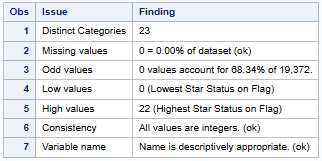 Obs Issue Finding
1 Distinct Categories 23
2 Missing values 0 = 0.00% of dataset (ok)
3 Odd values 0 values account for 68.34% of 19,372.
4 Low values 0 (Lowest Star Status on Flag)
5 High values 22 (Highest Star Status on Flag)
6 Consistency All values are integers. (ok)
7 Variable name Name is descriptively appropriate. (ok)